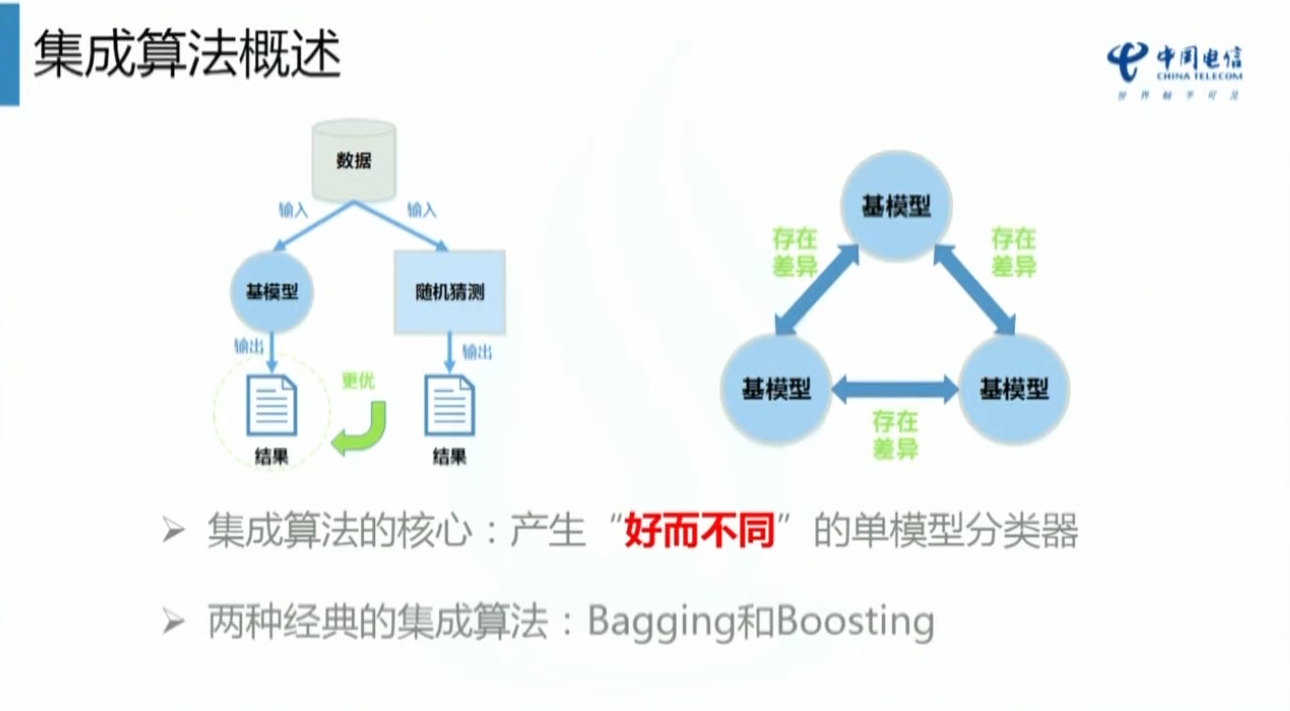 集成算法概述
中国电信
CHINA TELECOM
世 界 触 手 可 及
数据
输入
输入
基模型
随机猜测
输出
输出
更优
结果
结果
基模型
存在
差异
存在
差异
基模型
基模型
存在
差异
➢ 集成算法的核心：产生“好而不同”的单模型分类器
➢ 两种经典的集成算法：Bagging和Boosting